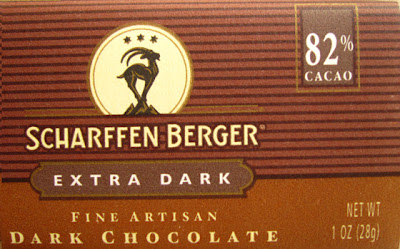 82%
CACAO
SCHARFFEN BERGER®
EXTRA DARK
FINE ARTISAN
DARK CHOCOLATE
NET WT
1 OZ (28g)